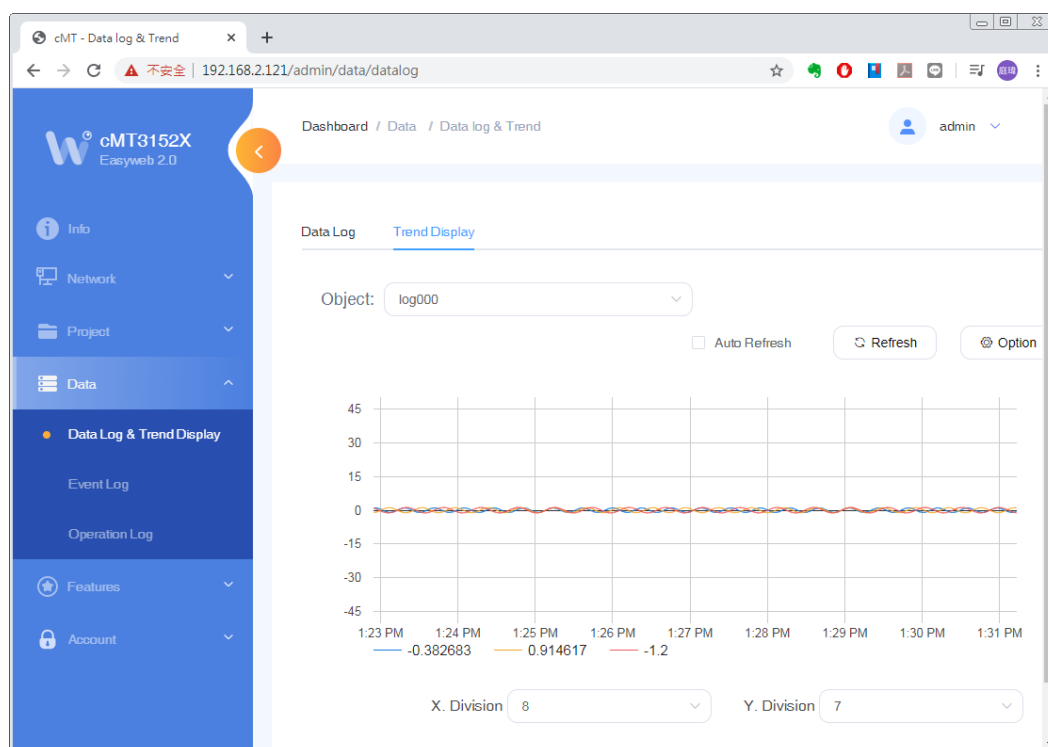 cMT - Data log & Trend
不安全 | 192.168.2.121/admin/data/datalog
庭瑋
cMT3152X
Easyweb 2.0
Info
Network
Project
Data
Data Log & Trend Display
Event Log
Operation Log
Features
Account
Dashboard / Data / Data log & Trend
admin
Data Log
Trend Display
Object: log000
Auto Refresh
Refresh
Option
45
30
15
0
-15
-30
-45
1:23 PM 1:24 PM 1:25 PM 1:26 PM 1:27 PM 1:28 PM 1:29 PM 1:30 PM 1:31 PM
-0.382683 0.914617 -1.2
X. Division 8
Y. Division 7